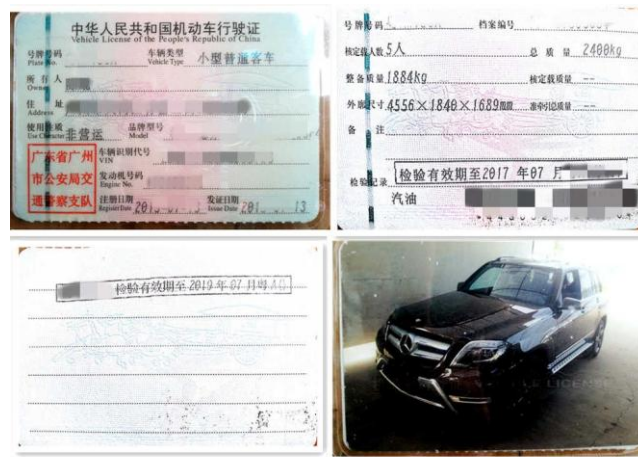 中华人民共和国机动车行驶证
Vehicle License of the People's Republic of China
号牌号码
Plate No.
车辆类型 小型普通客车
Vehicle Type
所有人
Owner
住址
Address
使用性质 非营运
Use Character
品牌型号
Model
广东省广州
市公安局交
通警察支队
车辆识别代号
VIN
发动机号码
Engine No.
注册日期
Register Date
发证日期
Issue Date
13
号牌号码
档案编号
核定载人数 5人
总质量 2400kg
整备质量 1884kg
核定载质量 --
外廓尺寸 4556×1840×1689mm
准牵引总质量 --
备注
检验记录
检验有效期至2017年07月
汽油
检验有效期至2019年07月
LE LICENSE